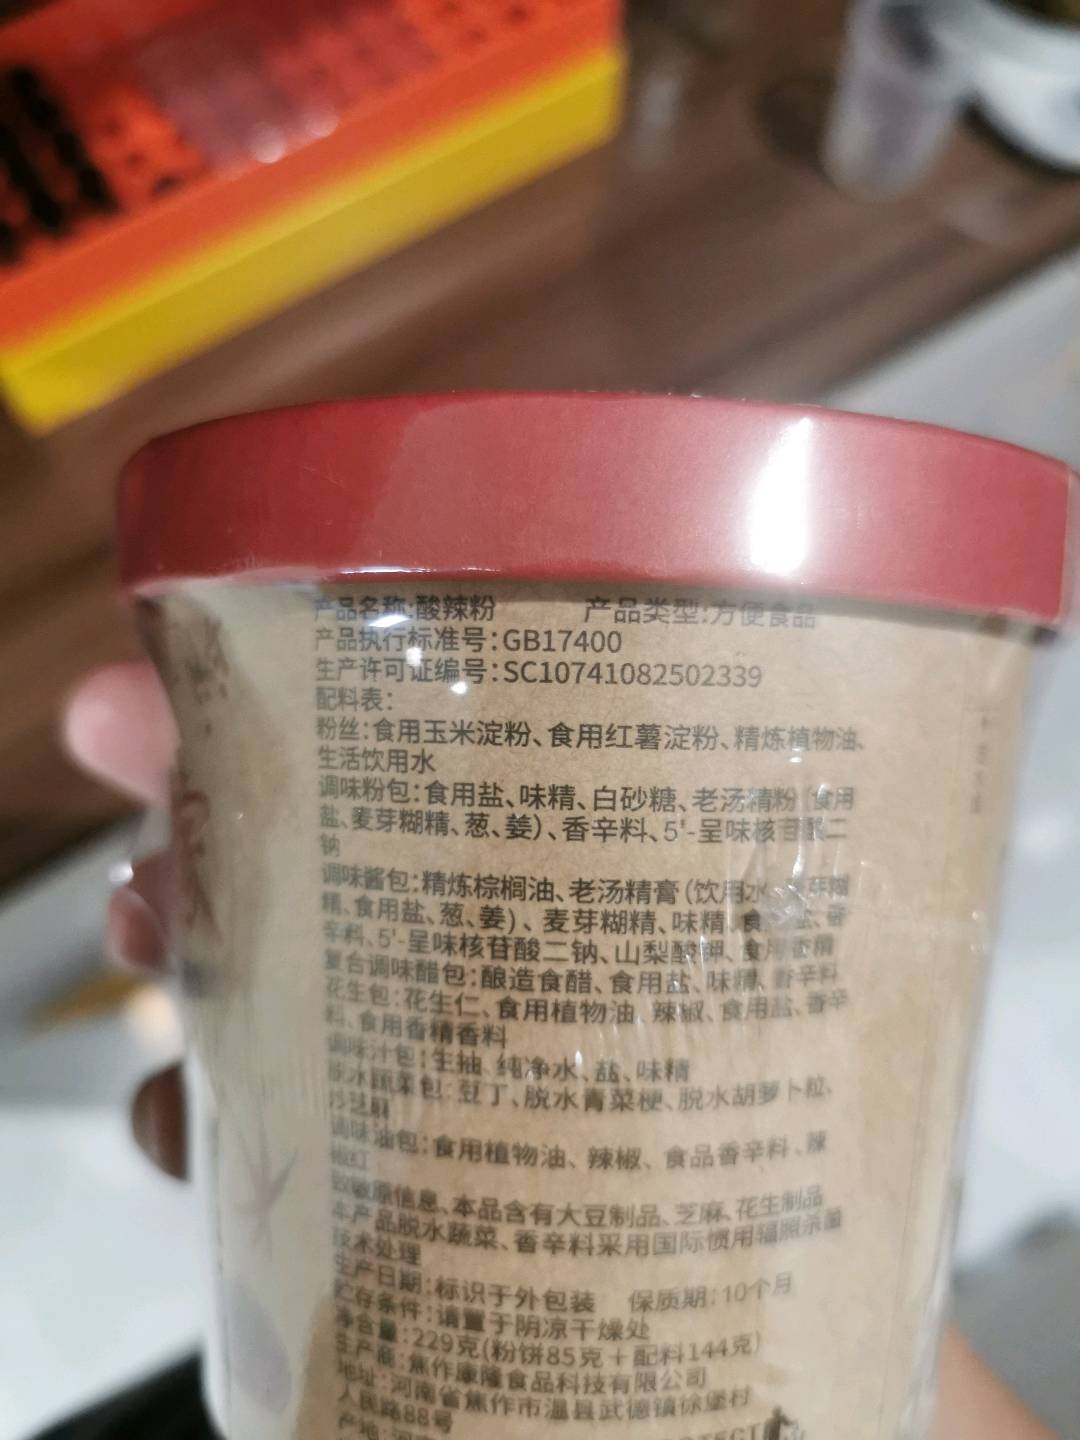 产品名称:酸辣粉 产品类型:方便食品
产品执行标准号:GB17400
生产许可证编号:SC10741082502339
配料表:
粉丝:食用玉米淀粉、食用红薯淀粉、精炼植物油、
生活饮用水
调味粉包:食用盐、味精、白砂糖、老汤精粉(食用
盐、麦芽糊精、葱、姜)、香辛料、5'-呈味核苷酸二
钠
调味酱包:精炼棕榈油、老汤精膏(饮用水、麦芽糊
精、食用盐、葱、姜)、麦芽糊精、味精、食用盐、香
辛料、5'-呈味核苷酸二钠、山梨酸钾、食用香精
复合调味醋包:酿造食醋、食用盐、味精、香辛料
花生包:花生仁、食用植物油、辣椒、食用盐、香辛
料、食用香精香料
调味汁包:生抽、纯净水、盐、味精
脱水蔬菜包:豆丁、脱水青菜梗、脱水胡萝卜粒、
炒芝麻
调味油包:食用植物油、辣椒、食品香辛料、辣
椒红
致敏原信息、本品含有大豆制品、芝麻、花生制品
本产品脱水蔬菜、香辛料采用国际惯用辐照杀菌
技术处理
生产日期:标识于外包装 保质期:10个月
贮存条件:请置于阴凉干燥处
净含量:229克(粉饼85克+配料144克)
生产商:焦作康隆食品科技有限公司
地址:河南省焦作市温县武德镇徐堡村
人民路88号
产地:河